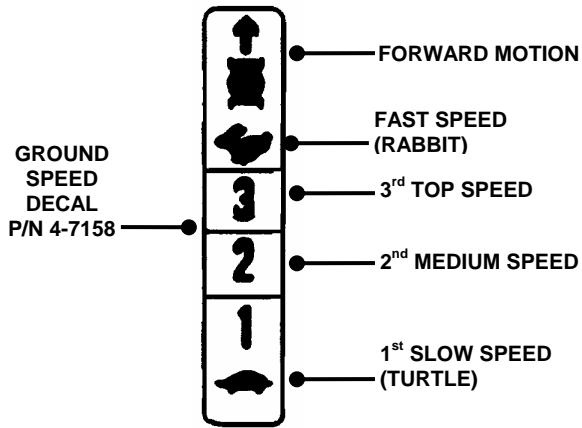 FORWARD MOTION
FAST SPEED
(RABBIT)
GROUND
SPEED
DECAL
P/N 4-7158
3
3rd TOP SPEED
2
2nd MEDIUM SPEED
1
1st SLOW SPEED
(TURTLE)